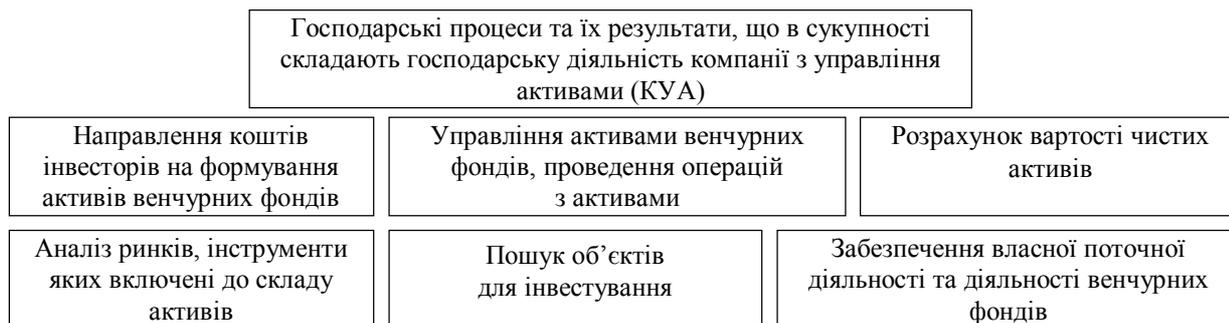 Господарські процеси та їх результати, що в сукупності
складають господарську діяльність компанії з управління
активами (КУА)
Направлення коштів
інвесторів на формування
активів венчурних фондів
Управління активами венчурних
фондів, проведення операцій
з активами
Розрахунок вартості чистих
активів
Аналіз ринків, інструменти
яких включені до складу
активів
Пошук об’єктів
для інвестування
Забезпечення власної поточної
діяльності та діяльності венчурних
фондів